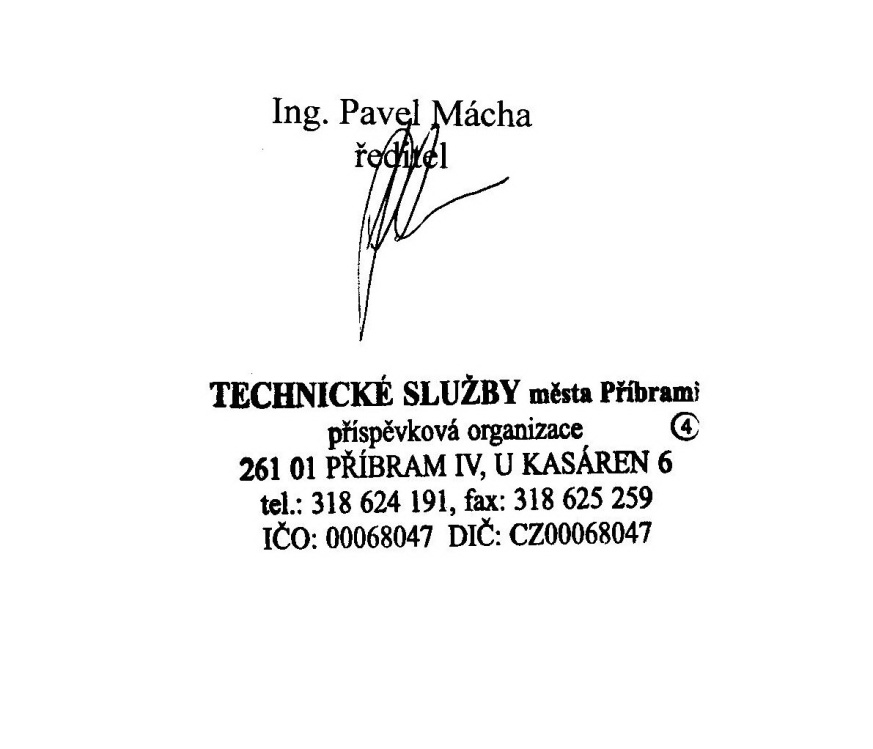 Ing. Pavel Mácha
ředitel
TECHNICKÉ SLUŽBY města Příbrami
příspěvková organizace ④
261 01 PŘÍBRAM IV, U KASÁREN 6
tel.: 318 624 191, fax: 318 625 259
IČO: 00068047 DIČ: CZ00068047